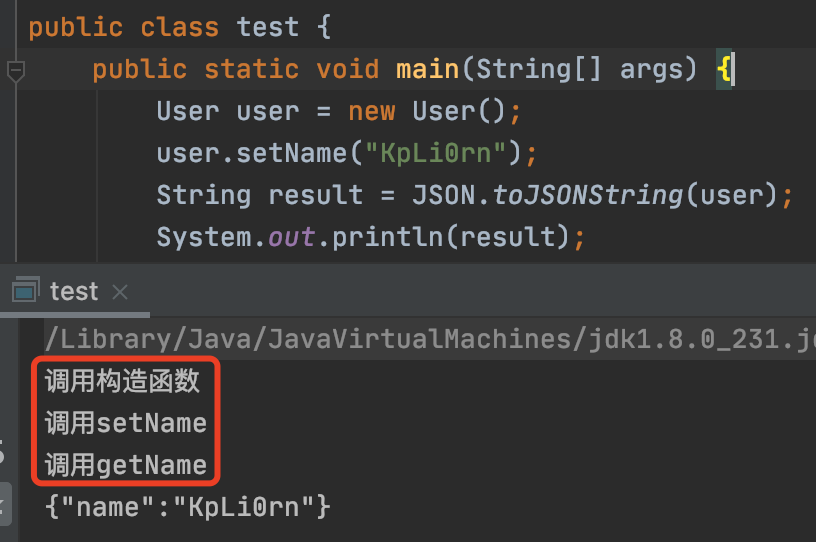 public class test {
public static void main(String[] args) {
User user = new User();
user.setName("KpLi0rn");
String result = JSON.toJSONString(user);
System.out.println(result);
test ×
/Library/Java/JavaVirtualMachines/jdk1.8.0_231.j
调用构造函数
调用setName
调用getName
{"name":"KpLi0rn"}